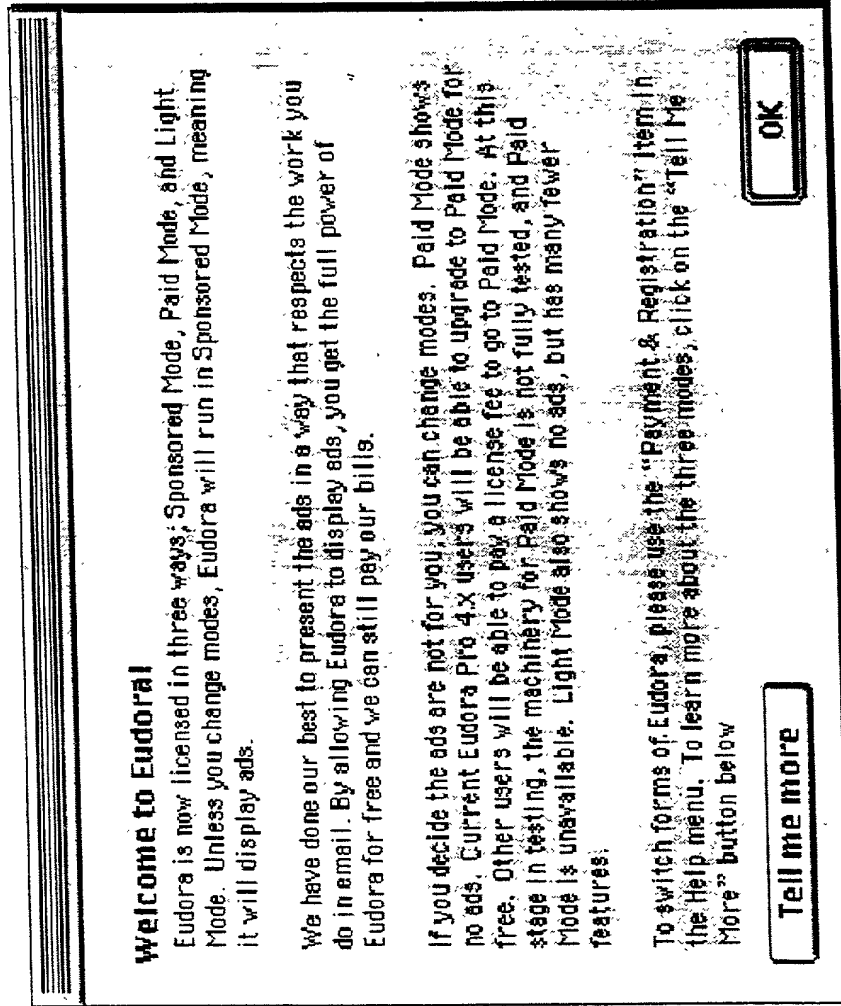 Welcome to Eudora!
Eudora is now licensed in three ways; Sponsored Mode, Paid Mode, and Light
Mode. Unless you change modes, Eudora will run in Sponsored Mode, meaning
it will display ads.
We have done our best to present the ads in a way that respects the work you
do in email. By allowing Eudora to display ads, you get the full power of
Eudora for free and we can still pay our bills.
If you decide the ads are not for you, you can change modes. Paid Mode shows
no ads. Current Eudora Pro 4.x users will be able to upgrade to Paid Mode for
free. Other users will be able to pay a license fee to go to Paid Mode. At this
stage in testing, the machinery for Paid Mode is not fully tested, and Paid
Mode is unavailable. Light Mode also shows no ads, but has many fewer
features.
To switch forms of Eudora, please use the "Payment & Registration" item in
the Help menu. To learn more about the three modes, click on the "Tell Me
More" button below
Tell me more
OK